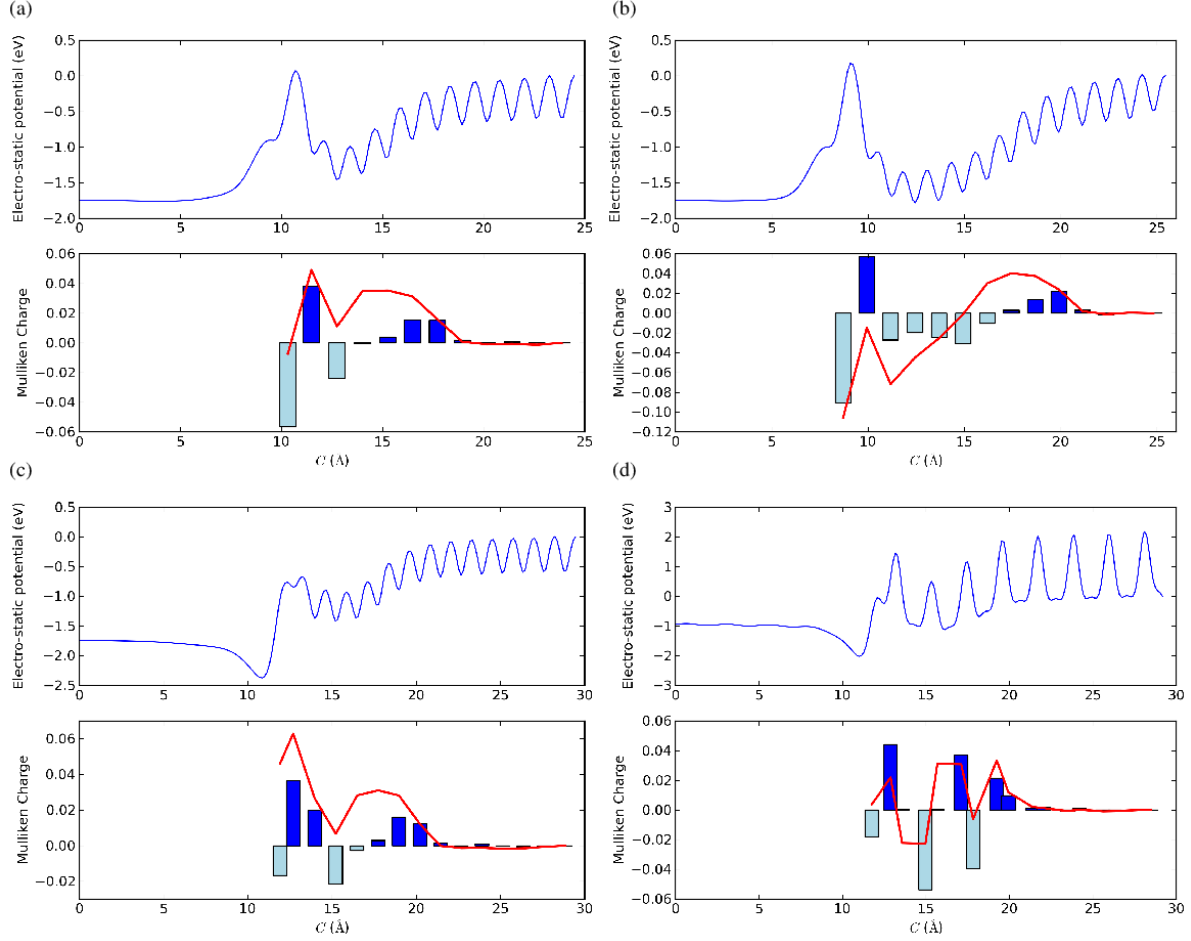 (a)
(b)
Electro-static potential (eV)
0.5
0.0
−0.5
−1.0
−1.5
−2.0
0 5 10 15 20 25
Electro-static potential (eV)
0.5
0.0
−0.5
−1.0
−1.5
−2.0
0 5 10 15 20 25
Mulliken Charge
0.06
0.04
0.02
0.00
−0.02
−0.04
−0.06
0 5 10 15 20 25
C (Å)
Mulliken Charge
0.06
0.04
0.02
0.00
−0.02
−0.04
−0.06
−0.08
−0.10
−0.12
0 5 10 15 20 25
C (Å)
(c)
(d)
Electro-static potential (eV)
0.5
0.0
−0.5
−1.0
−1.5
−2.0
−2.5
0 5 10 15 20 25 30
Electro-static potential (eV)
3
2
1
0
−1
−2
−3
0 5 10 15 20 25 30
Mulliken Charge
0.06
0.04
0.02
0.00
−0.02
0 5 10 15 20 25 30
C (Å)
Mulliken Charge
0.06
0.04
0.02
0.00
−0.02
−0.04
−0.06
0 5 10 15 20 25 30
C (Å)